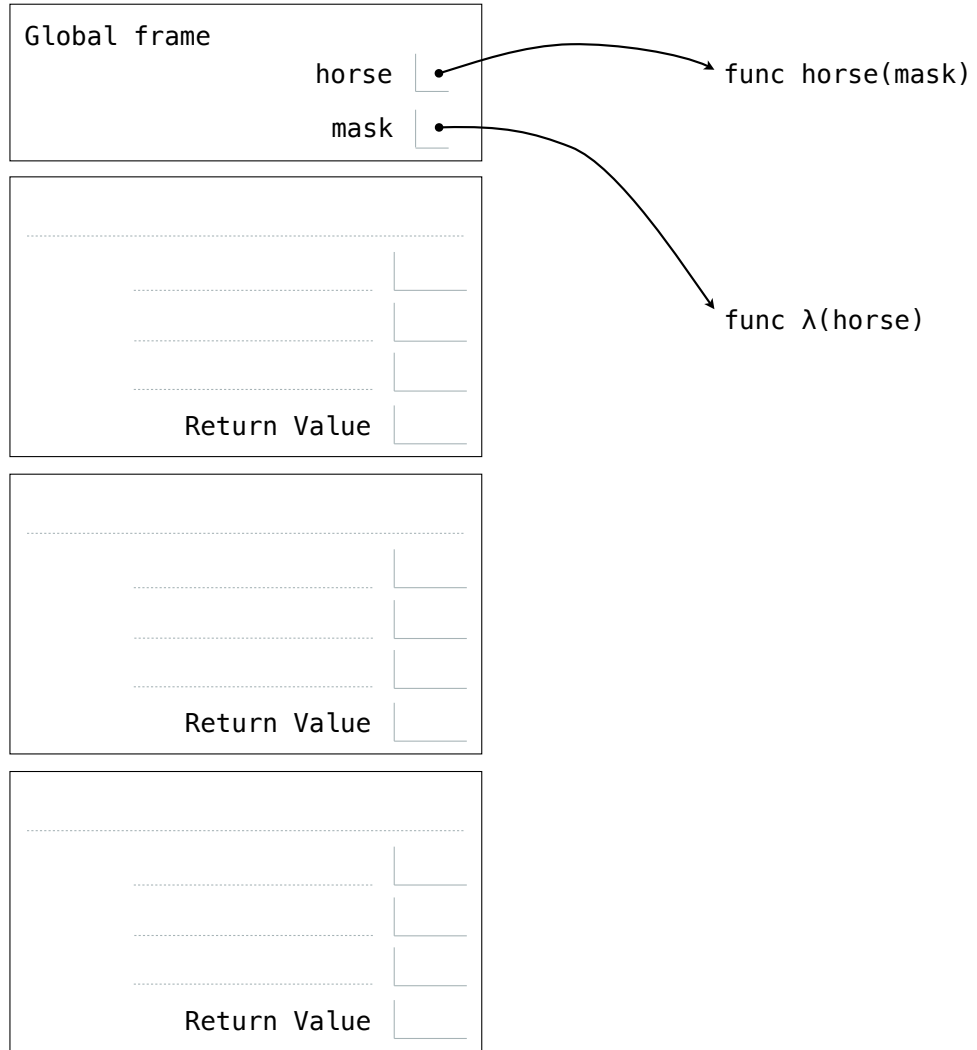 Global frame
horse
func horse(mask)
mask
func λ(horse)
Return Value
Return Value
Return Value